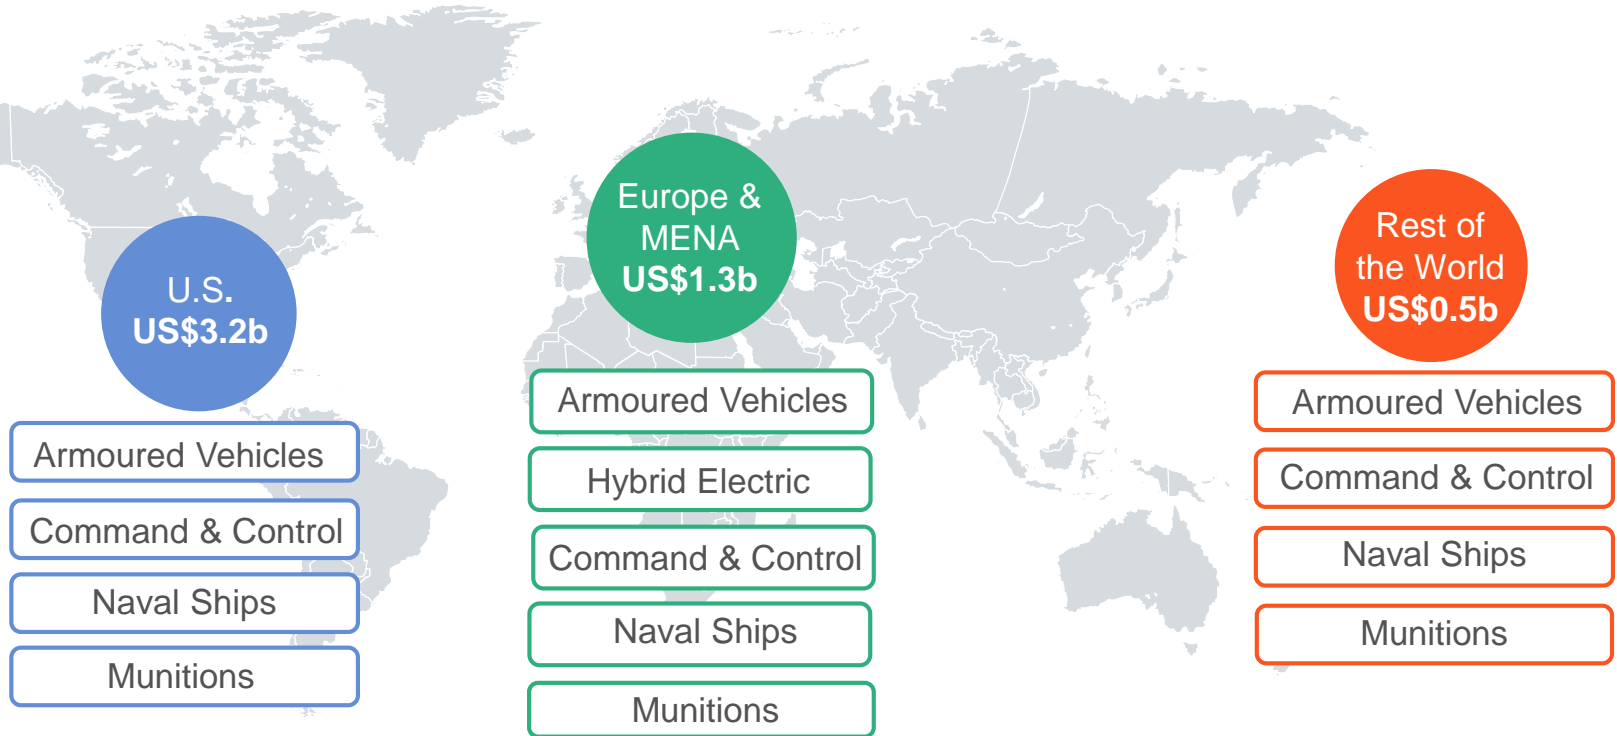 U.S.
US$3.2b
Armoured Vehicles
Command & Control
Naval Ships
Munitions
Europe &
MENA
US$1.3b
Armoured Vehicles
Hybrid Electric
Command & Control
Naval Ships
Munitions
Rest of
the World
US$0.5b
Armoured Vehicles
Command & Control
Naval Ships
Munitions